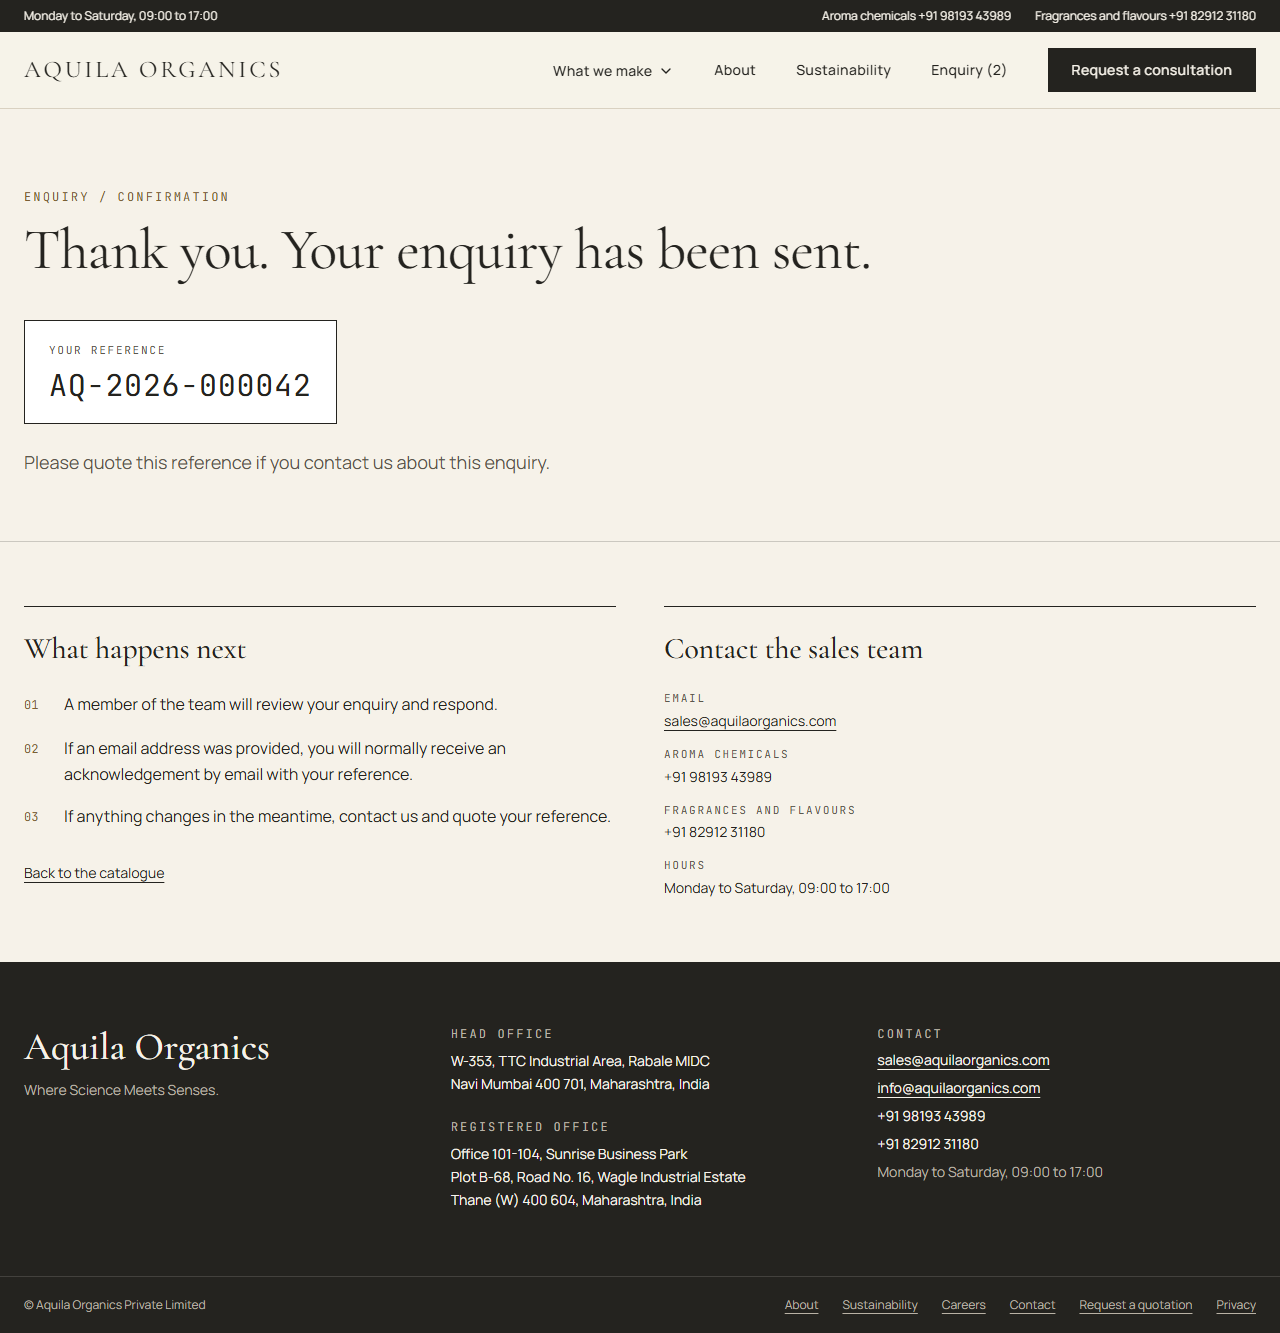 Monday to Saturday, 09:00 to 17:00
Aroma chemicals +91 98193 43989
Fragrances and flavours +91 82912 31180
AQUILA ORGANICS
What we make
About
Sustainability
Enquiry (2)
Request a consultation
ENQUIRY / CONFIRMATION
Thank you. Your enquiry has been sent.
YOUR REFERENCE
AQ-2026-000042
Please quote this reference if you contact us about this enquiry.
What happens next
01 A member of the team will review your enquiry and respond.
02 If an email address was provided, you will normally receive an
acknowledgement by email with your reference.
03 If anything changes in the meantime, contact us and quote your reference.
Back to the catalogue
Contact the sales team
EMAIL
sales@aquilaorganics.com
AROMA CHEMICALS
+91 98193 43989
FRAGRANCES AND FLAVOURS
+91 82912 31180
HOURS
Monday to Saturday, 09:00 to 17:00
Aquila Organics
Where Science Meets Senses.
HEAD OFFICE
W-353, TTC Industrial Area, Rabale MIDC
Navi Mumbai 400 701, Maharashtra, India
REGISTERED OFFICE
Office 101-104, Sunrise Business Park
Plot B-68, Road No. 16, Wagle Industrial Estate
Thane (W) 400 604, Maharashtra, India
CONTACT
sales@aquilaorganics.com
info@aquilaorganics.com
+91 98193 43989
+91 82912 31180
Monday to Saturday, 09:00 to 17:00
© Aquila Organics Private Limited
About
Sustainability
Careers
Contact
Request a quotation
Privacy